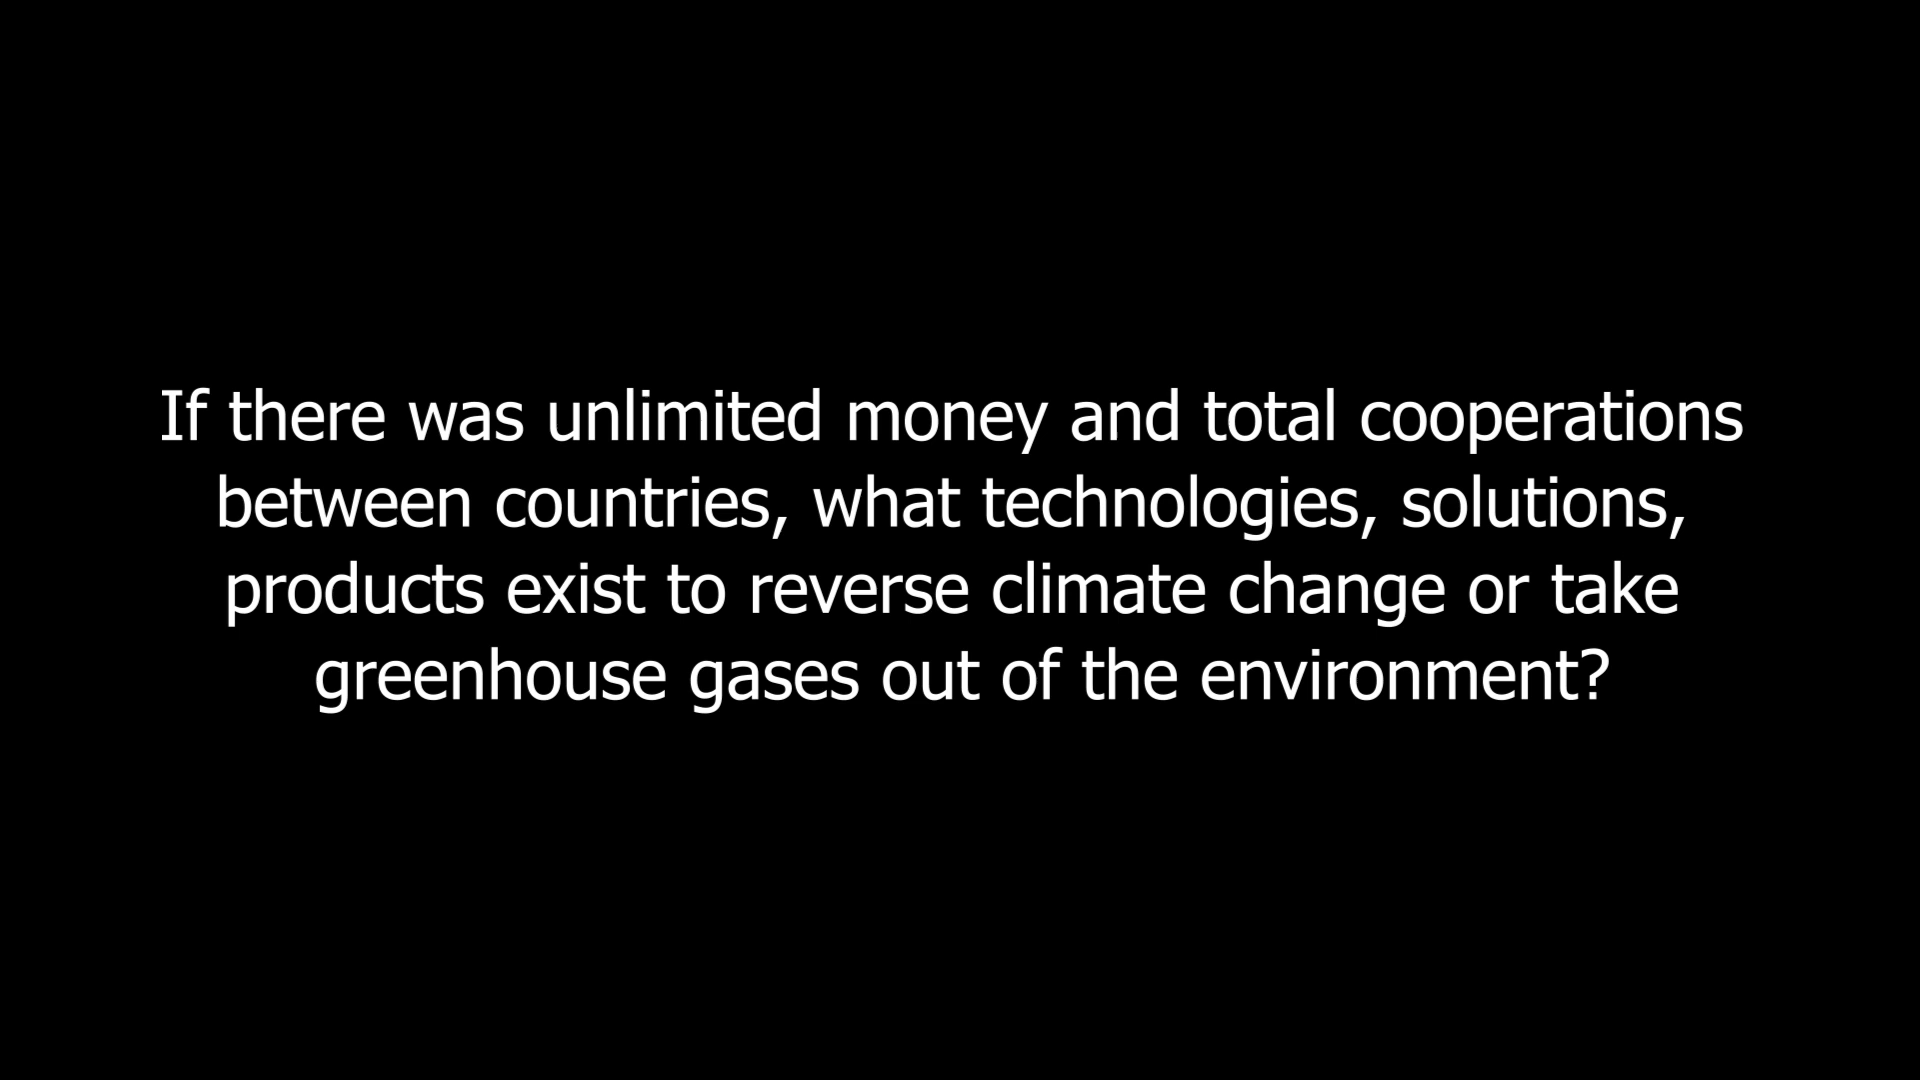 If there was unlimited money and total cooperations
between countries, what technologies, solutions,
products exist to reverse climate change or take
greenhouse gases out of the environment?